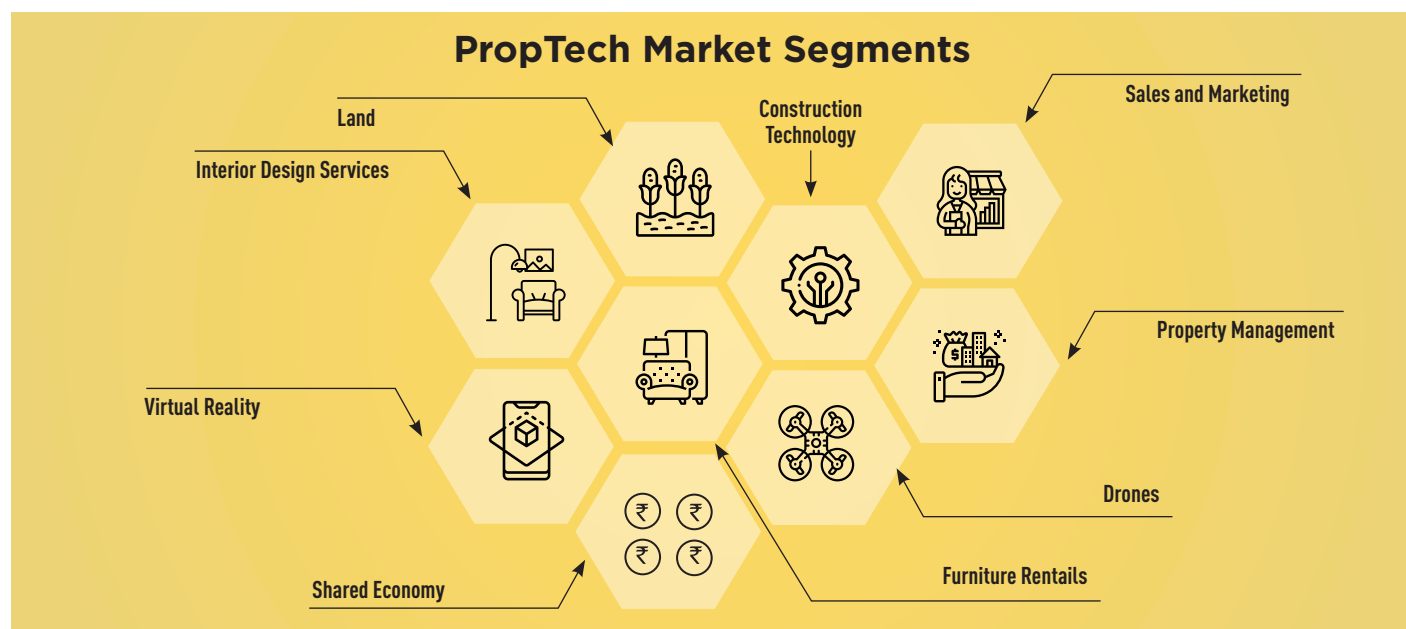 PropTech Market Segments
Land
Construction
Technology
Sales and Marketing
Interior Design Services
Property Management
Virtual Reality
Drones
Furniture Rentails
Shared Economy
$
₹ ₹
₹ ₹